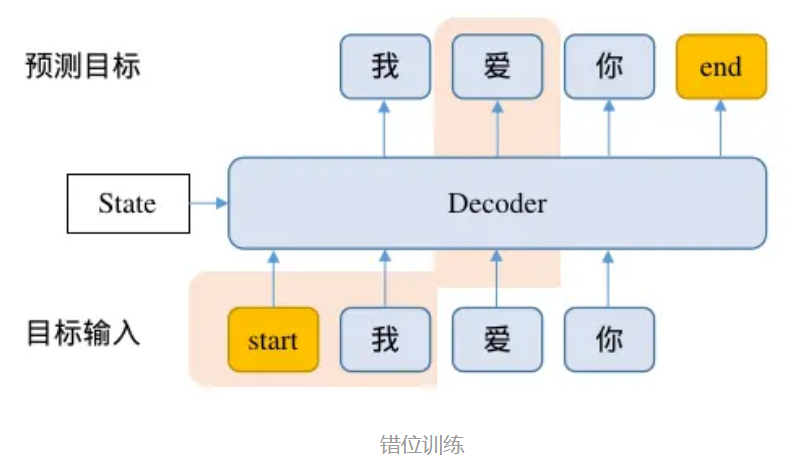 预测目标 我 爱 你 end
State Decoder
目标输入 start 我 爱 你
错位训练